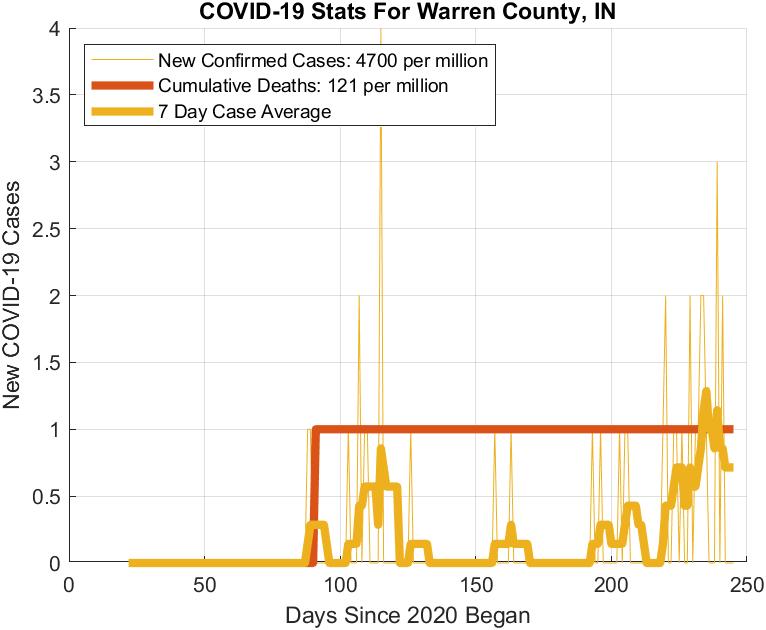 COVID-19 Stats For Warren County, IN
New Confirmed Cases: 4700 per million
Cumulative Deaths: 121 per million
7 Day Case Average
New COVID-19 Cases
4
3.5
3
2.5
2
1.5
1
0.5
0
0 50 100 150 200 250
Days Since 2020 Began